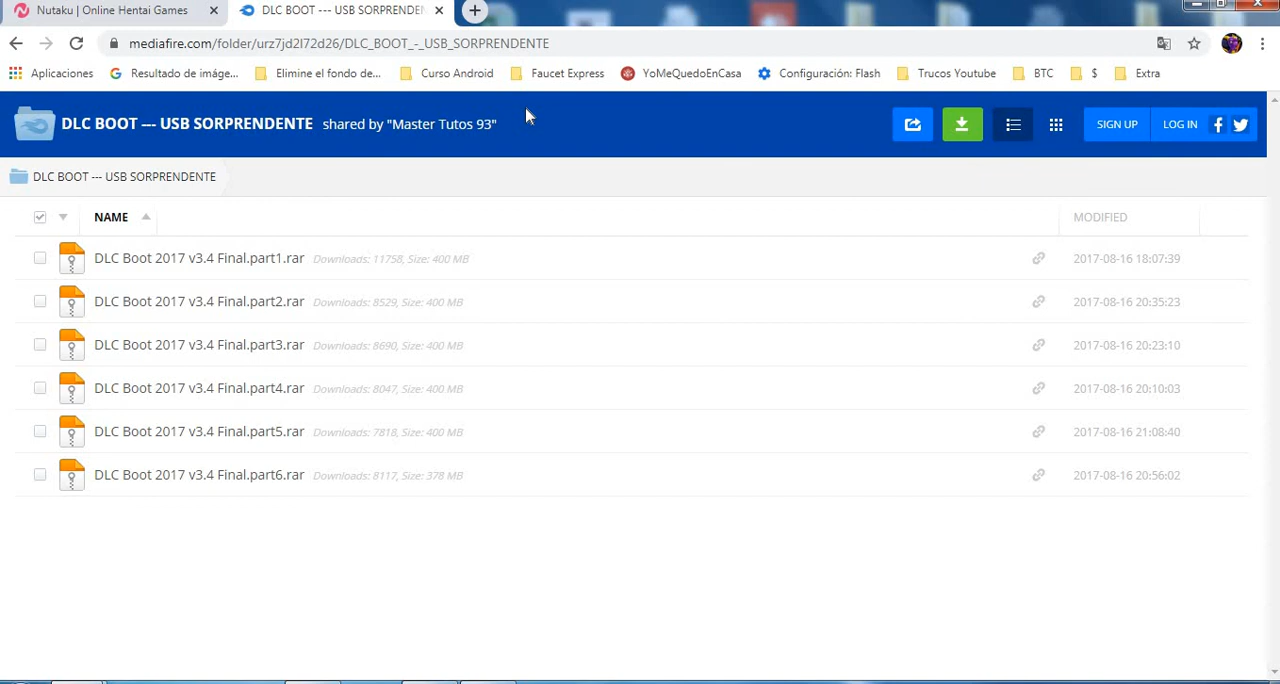 Nutaku | Online Hentai Games
DLC BOOT --- USB SORPRENDEN
mediafire.com/folder/urz7jd2l72d26/DLC_BOOT_-_USB_SORPRENDENTE
Aplicaciones Resultado de imáge... Elimine el fondo de... Curso Android Faucet Express YoMeQuedoEnCasa Configuración: Flash Trucos Youtube BTC $ Extra
DLC BOOT --- USB SORPRENDENTE shared by "Master Tutos 93" SIGN UP LOG IN
DLC BOOT --- USB SORPRENDENTE
NAME MODIFIED
DLC Boot 2017 v3.4 Final.part1.rar Downloads: 11758, Size: 400 MB 2017-08-16 18:07:39
DLC Boot 2017 v3.4 Final.part2.rar Downloads: 8529, Size: 400 MB 2017-08-16 20:35:23
DLC Boot 2017 v3.4 Final.part3.rar Downloads: 8690, Size: 400 MB 2017-08-16 20:23:10
DLC Boot 2017 v3.4 Final.part4.rar Downloads: 8047, Size: 400 MB 2017-08-16 20:10:03
DLC Boot 2017 v3.4 Final.part5.rar Downloads: 7818, Size: 400 MB 2017-08-16 21:08:40
DLC Boot 2017 v3.4 Final.part6.rar Downloads: 8117, Size: 378 MB 2017-08-16 20:56:02